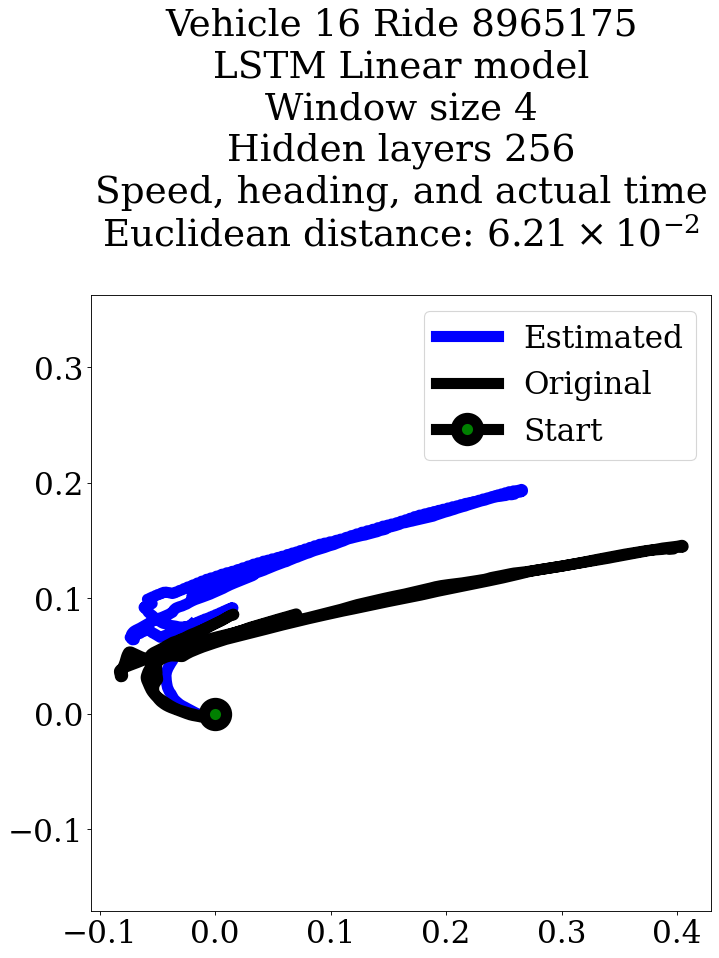 Vehicle 16 Ride 8965175
LSTM Linear model
Window size 4
Hidden layers 256
Speed, heading, and actual time
Euclidean distance: 6.21 × 10⁻²
Estimated
Original
Start
0.3
0.2
0.1
0.0
−0.1
−0.1 0.0 0.1 0.2 0.3 0.4